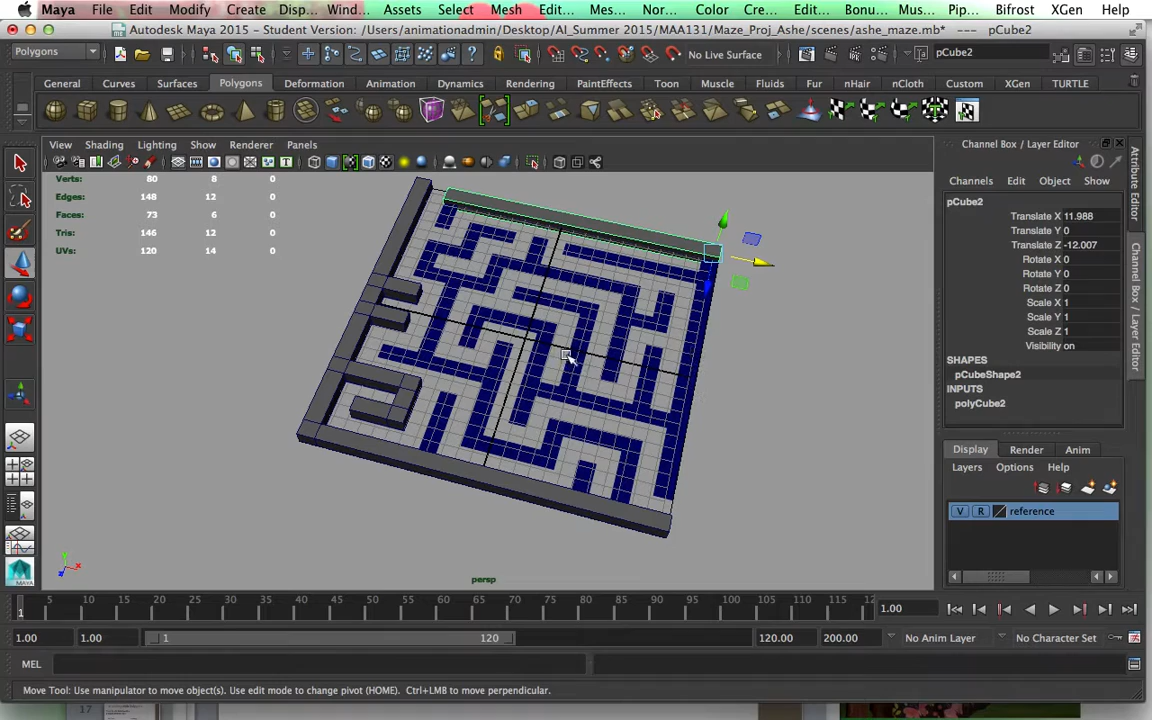 Maya File Edit Modify Create Disp... Wind... Assets Select Mesh Edit... Mes... Nor... Color Cre... Edit... Bonu... Mus... Pip... Bifrost XGen Help
Autodesk Maya 2015 - Student Version: /Users/animationadmin/Desktop/AI_Summer 2015/MAA131/Maze_Proj_Ashe/scenes/ashe_maze.mb* --- pCube2
Polygons
No Live Surface
pCube2
General Curves Surfaces Polygons Deformation Animation Dynamics Rendering PaintEffects Toon Muscle Fluids Fur nHair nCloth Custom XGen TURTLE
View Shading Lighting Show Renderer Panels
Channel Box / Layer Editor
Channels Edit Object Show
Attribute Editor
Channel Box / Layer Editor
Verts: 80 8 0
Edges: 148 12 0
Faces: 73 6 0
Tris: 146 12 0
UVs: 120 14 0
pCube2
Translate X 11.988
Translate Y 0
Translate Z -12.007
Rotate X 0
Rotate Y 0
Rotate Z 0
Scale X 1
Scale Y 1
Scale Z 1
Visibility on
SHAPES
pCubeShape2
INPUTS
polyCube2
Display Render Anim
Layers Options Help
V R reference
persp
MAYA
1 5 10 15 20 25 30 35 40 45 50 55 60 65 70 75 80 85 90 95 100 105 110 115 12
1.00
1.00 1.00 1 120 120.00 200.00 No Anim Layer No Character Set
MEL
Move Tool: Use manipulator to move object(s). Use edit mode to change pivot (HOME). Ctrl+LMB to move perpendicular.
17